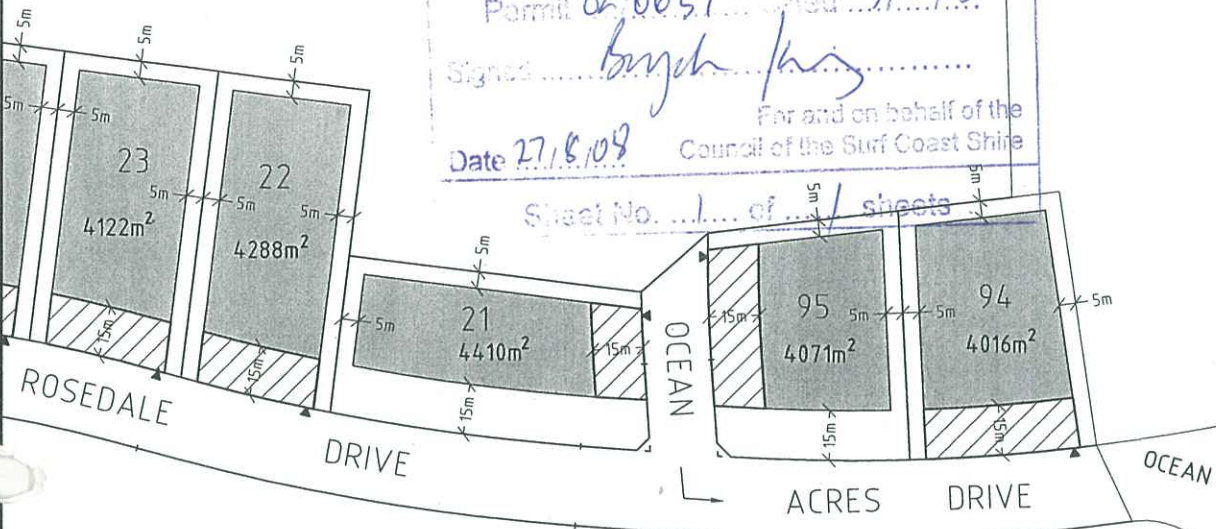 Permit
Signed
For and on behalf of the
Date 27/8/08 Council of the Surf Coast Shire
Sheet No. 1 of 1 sheets
5m
5m
5m
5m
5m
5m
5m
23
4122m²
5m
5m
22
4288m²
5m
5m
21
4410m²
5m
15m
15m
15m
15m
15m
ROSEDALE
DRIVE
OCEAN
5m
5m
15m
95
4071m²
5m
5m
94
4016m²
5m
15m
15m
ACRES DRIVE
OCEAN